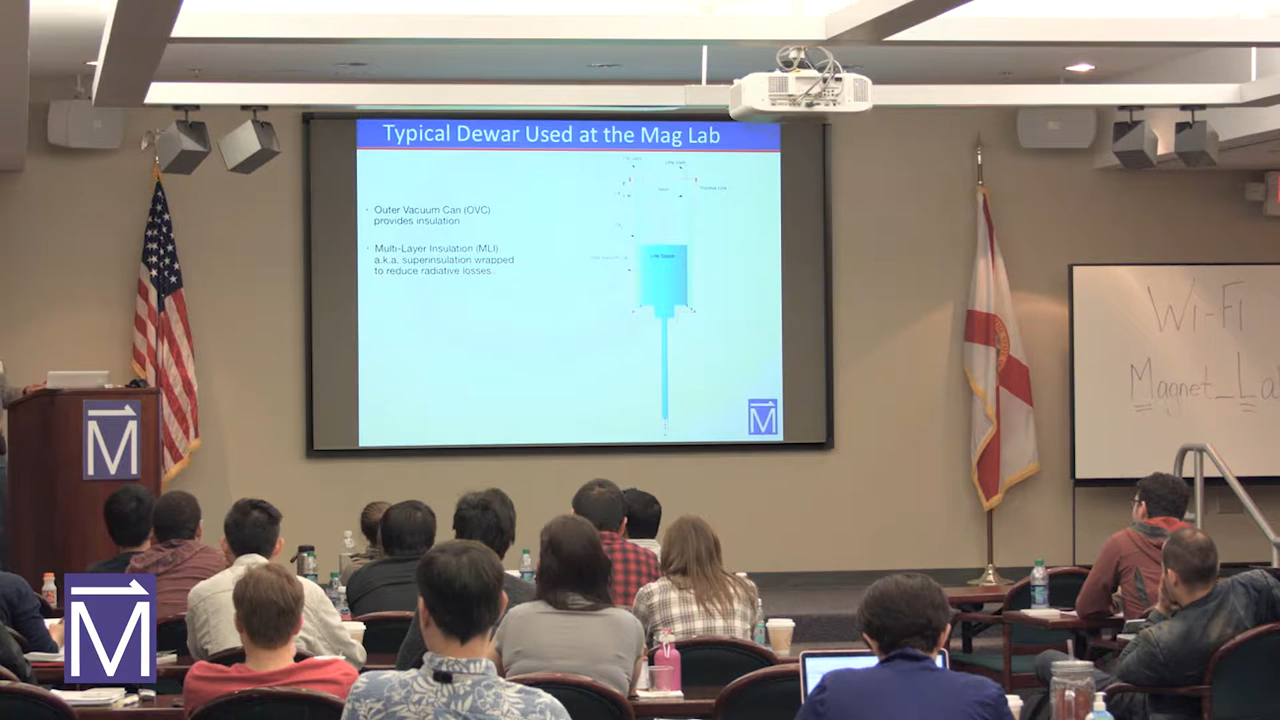 Typical Dewar Used at the Mag Lab
Outer Vacuum Can (OVC)
provides insulation
Multi-Layer Insulation (MLI)
a.k.a. superinsulation wrapped
to reduce radiative losses.
M
Wi-Fi
Magnet_La
M
M